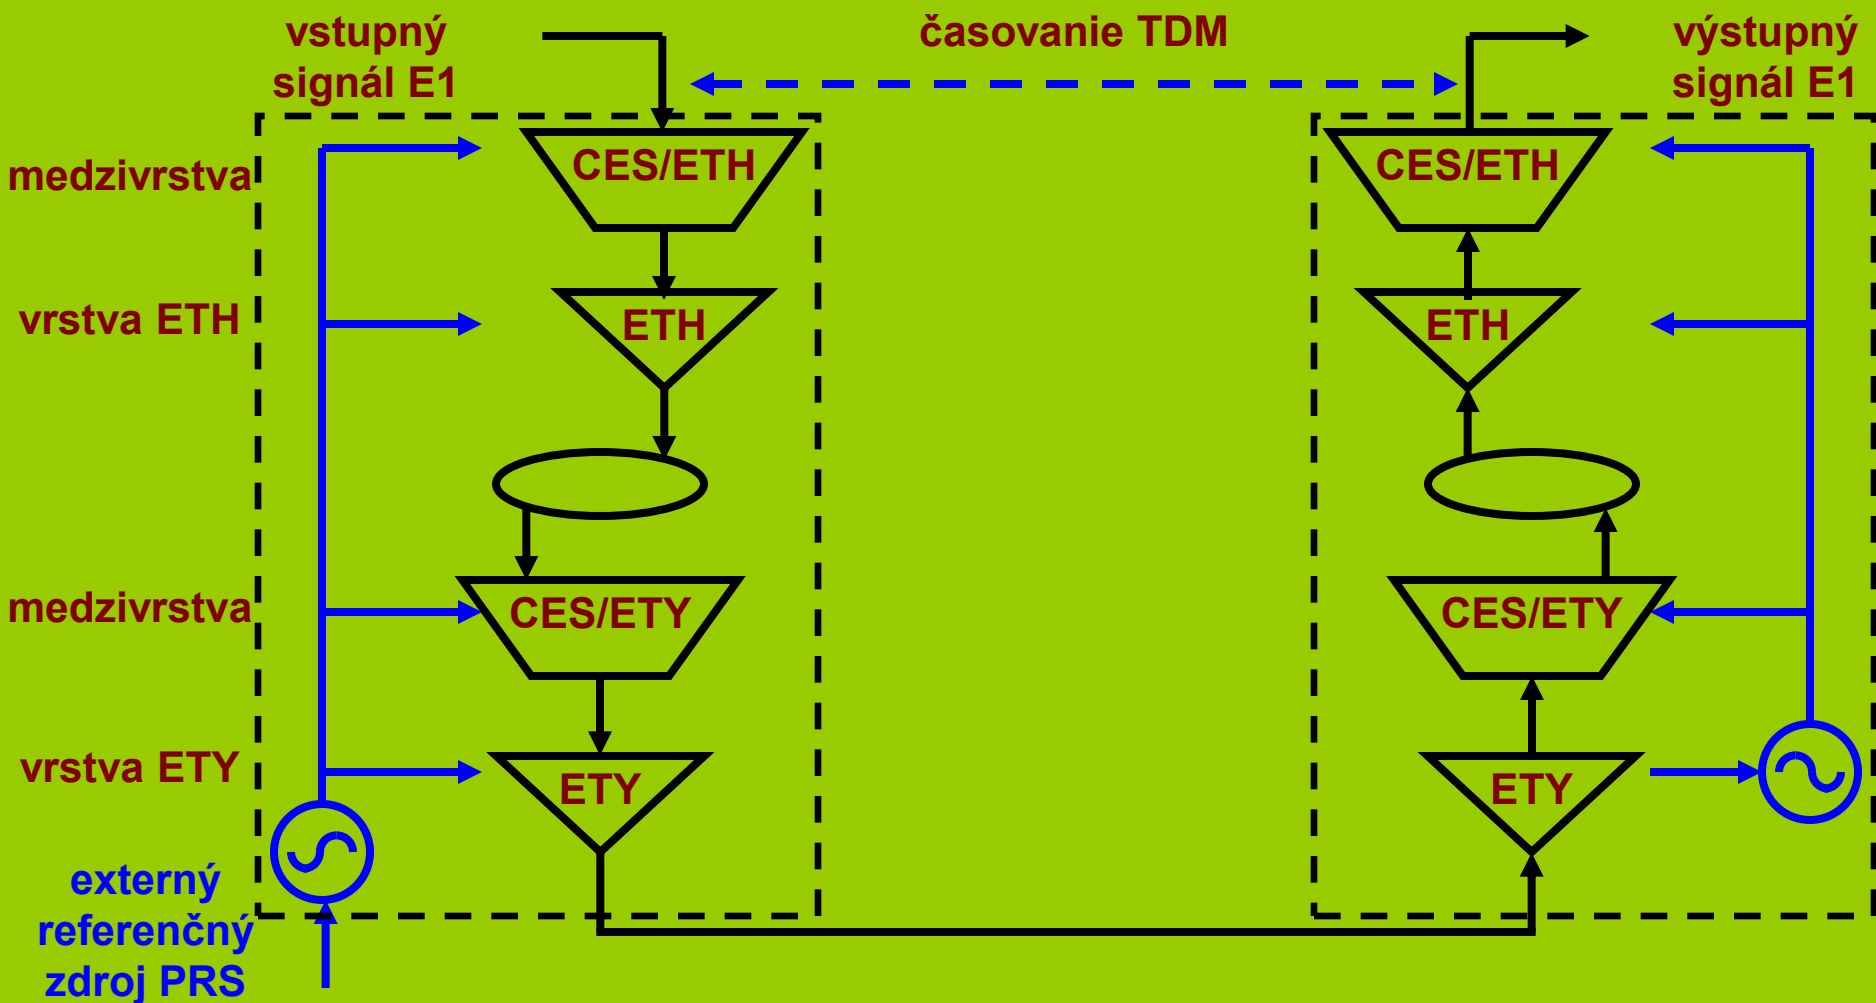 vstupný
signál E1
časovanie TDM
výstupný
signál E1
medzivrstva
CES/ETH
CES/ETH
vrstva ETH
ETH
ETH
medzivrstva
CES/ETY
CES/ETY
vrstva ETY
ETY
ETY
externý
referenčný
zdroj PRS